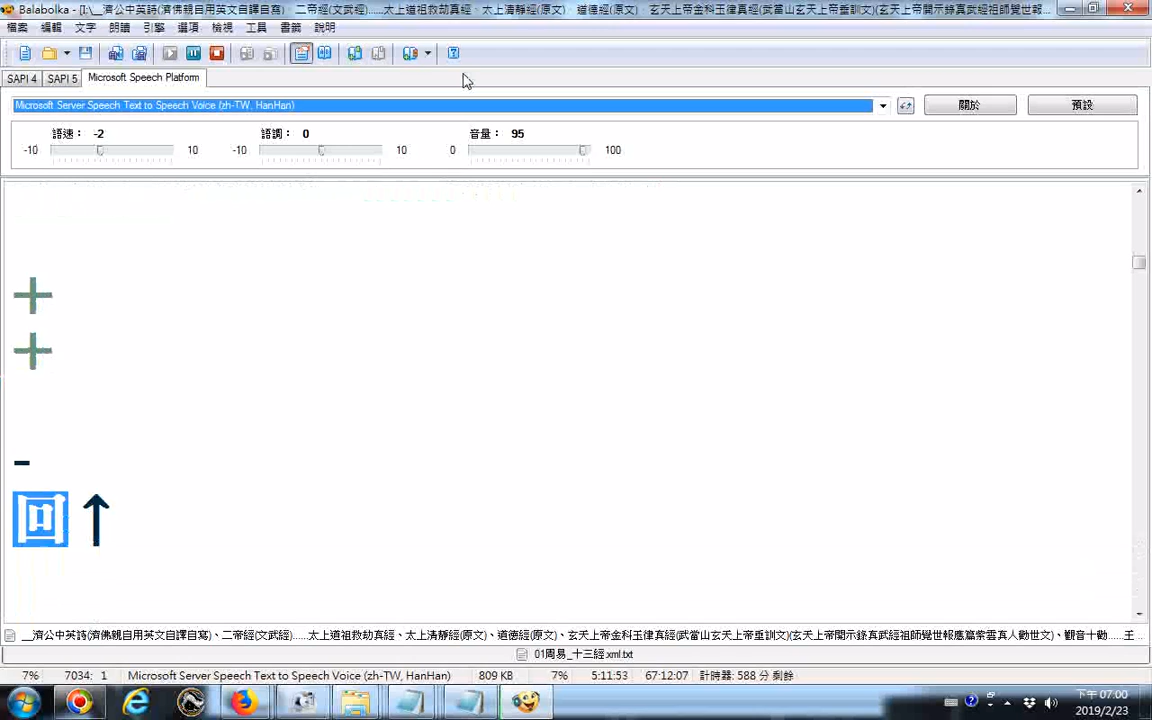 Balabolka - [I:\__濟公中英詩(濟佛親自用英文自譯自寫)、二帝經(文武經)……太上道祖救劫真經、太上清靜經(原文)、道德經(原文)、玄天上帝金科玉律真經(武當山玄天上帝垂訓文)(玄天上帝開示錄真武經祖師覺世報...
檔案 編輯 文字 朗讀 引擎 選項 檢視 工具 書籤 說明
SAPI 4 SAPI 5 Microsoft Speech Platform
Microsoft Server Speech Text to Speech Voice (zh-TW, HanHan) 關於 預設
語速： -2 語調： 0 音量： 95
-10 10 -10 10 0 100
+
+
-
回 ↑
__濟公中英詩(濟佛親自用英文自譯自寫)、二帝經(文武經)……太上道祖救劫真經、太上清靜經(原文)、道德經(原文)、玄天上帝金科玉律真經(武當山玄天上帝垂訓文)(玄天上帝開示錄真武經祖師覺世報應篇紫雲真人勸世文)、觀音十勸……王 ...
01周易_十三經.xml.txt
7% 7034: 1 Microsoft Server Speech Text to Speech Voice (zh-TW, HanHan) 809 KB 7% 5:11:53 67:12:07 計時器: 588 分 剩餘
下午 07:00
2019/2/23